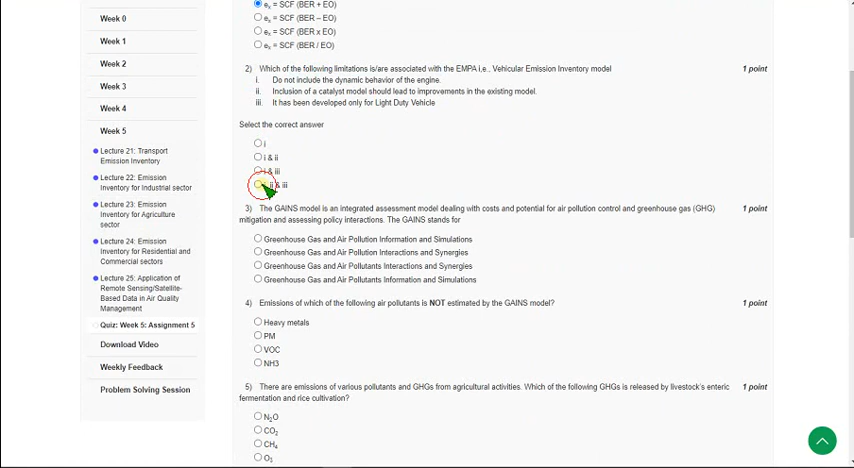 Week 0
Week 1
Week 2
Week 3
Week 4
Week 5
Lecture 21: Transport
Emission Inventory
Lecture 22: Emission
Inventory for Industrial sector
Lecture 23: Emission
Inventory for Agriculture
sector
Lecture 24: Emission
Inventory for Residential and
Commercial sectors
Lecture 25: Application of
Remote Sensing/Satellite-
Based Data in Air Quality
Management
Quiz: Week 5: Assignment 5
Download Video
Weekly Feedback
Problem Solving Session
eₓ = SCF (BER + EO)
eₓ = SCF (BER – EO)
eₓ = SCF (BER x EO)
eₓ = SCF (BER / EO)
2) Which of the following limitations is/are associated with the EMPA i.e., Vehicular Emission Inventory model 1 point
i. Do not include the dynamic behavior of the engine.
ii. Inclusion of a catalyst model should lead to improvements in the existing model.
iii. It has been developed only for Light Duty Vehicle
Select the correct answer
i
i & ii
i & iii
ii & iii
3) The GAINS model is an integrated assessment model dealing with costs and potential for air pollution control and greenhouse gas (GHG) 1 point
mitigation and assessing policy interactions. The GAINS stands for
Greenhouse Gas and Air Pollution Information and Simulations
Greenhouse Gas and Air Pollution Interactions and Synergies
Greenhouse Gas and Air Pollutants Interactions and Synergies
Greenhouse Gas and Air Pollutants Information and Simulations
4) Emissions of which of the following air pollutants is NOT estimated by the GAINS model? 1 point
Heavy metals
PM
VOC
NH3
5) There are emissions of various pollutants and GHGs from agricultural activities. Which of the following GHGs is released by livestock's enteric 1 point
fermentation and rice cultivation?
N₂O
CO₂
CH₄
O₃